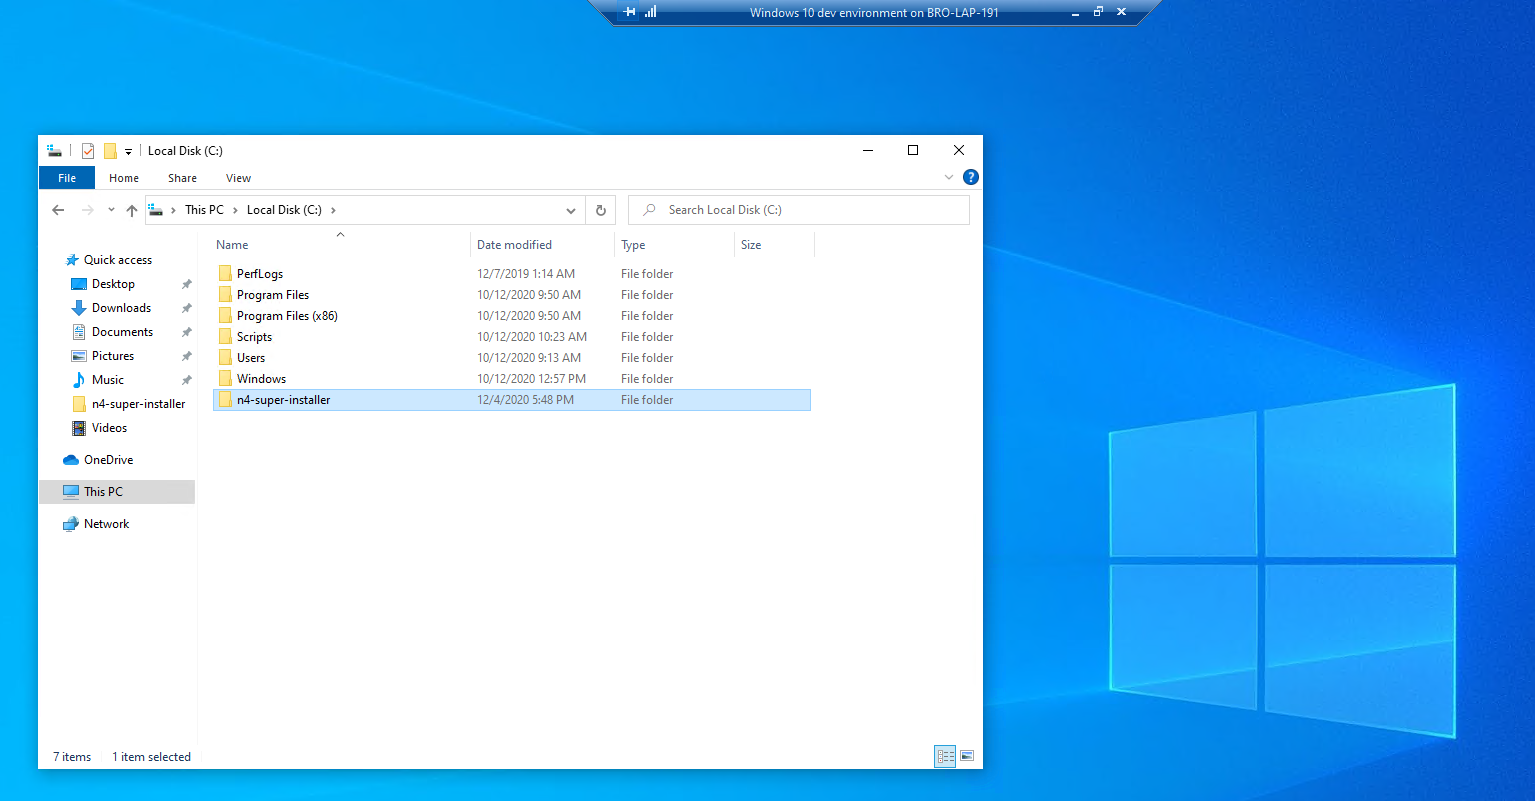 Windows 10 dev environment on BRO-LAP-191
Local Disk (C:)
File Home Share View
This PC Local Disk (C:) Search Local Disk (C:)
Name Date modified Type Size
Quick access
Desktop
Downloads
Documents
Pictures
Music
n4-super-installer
Videos
OneDrive
This PC
Network
PerfLogs 12/7/2019 1:14 AM File folder
Program Files 10/12/2020 9:50 AM File folder
Program Files (x86) 10/12/2020 9:50 AM File folder
Scripts 10/12/2020 10:23 AM File folder
Users 10/12/2020 9:13 AM File folder
Windows 10/12/2020 12:57 PM File folder
n4-super-installer 12/4/2020 5:48 PM File folder
7 items 1 item selected